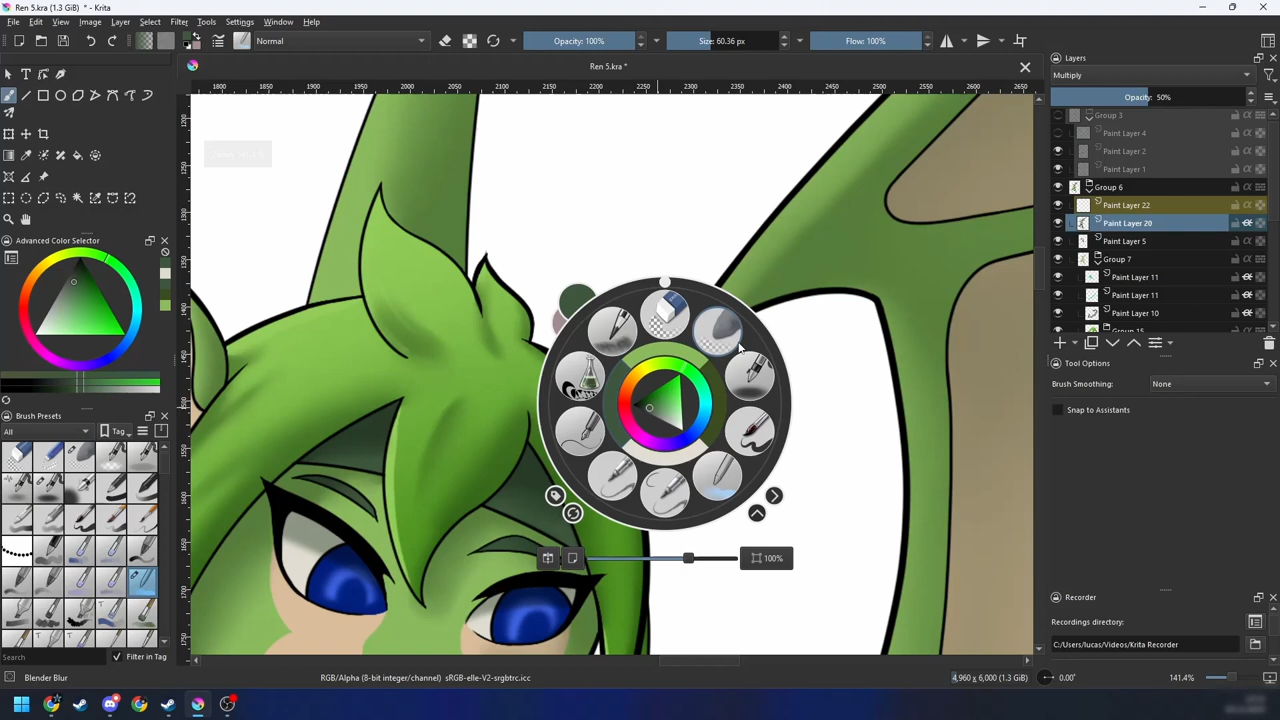 Ren 5.kra (1.3 GiB) * - Krita
File Edit View Image Layer Select Filter Tools Settings Window Help
Normal
Opacity: 100%
Size: 60.36 px
Flow: 100%
Ren 5.kra *
1800 1850 1900 1950 2000 2050 2100 2150 2200 2250 2300 2350 2400 2450 2500 2550 2600 2650
Layers
Multiply
Opacity: 50%
Group 3
Paint Layer 4
Paint Layer 2
Paint Layer 1
Group 6
Paint Layer 22
Paint Layer 20
Paint Layer 5
Group 7
Paint Layer 11
Paint Layer 11
Paint Layer 10
Group 15
Advanced Color Selector
Tool Options
Brush Smoothing: None
Snap to Assistants
Brush Presets
All
Tag
100%
Recorder
Recordings directory:
C:/Users/lucas/Videos/Krita Recorder
Search
Filter in Tag
Blender Blur
RGB/Alpha (8-bit integer/channel) sRGB-elle-V2-srgbtrc.icc
4,960 x 6,000 (1.3 GiB)
0.00°
141.4%